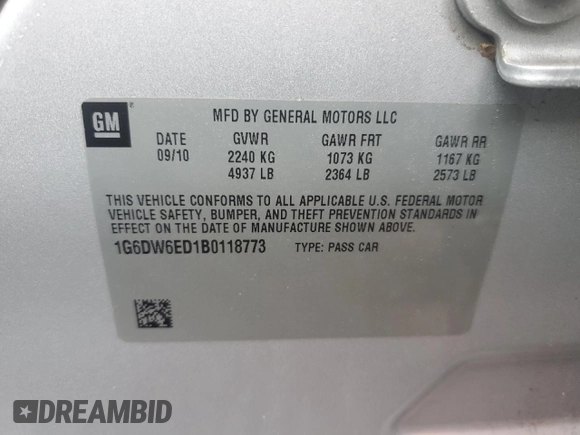 GM
MFD BY GENERAL MOTORS LLC
DATE GVWR GAWR FRT GAWR RR
09/10 2240 KG 1073 KG 1167 KG
4937 LB 2364 LB 2573 LB
THIS VEHICLE CONFORMS TO ALL APPLICABLE U.S. FEDERAL MOTOR
VEHICLE SAFETY, BUMPER, AND THEFT PREVENTION STANDARDS IN
EFFECT ON THE DATE OF MANUFACTURE SHOWN ABOVE.
1G6DW6ED1B0118773 TYPE: PASS CAR
DREAMBID